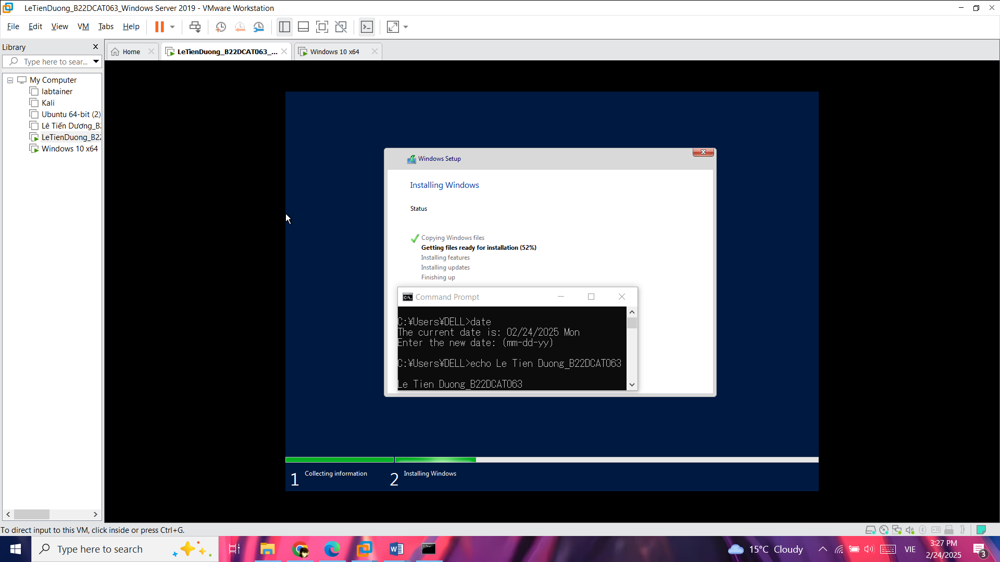 LeTienDuong_B22DCAT063_Windows Server 2019 - VMware Workstation
File Edit View VM Tabs Help
Library
Type here to sear...
My Computer
labtainer
Kali
Ubuntu 64-bit (2)
Lê Tiến Dương_B2
LeTienDuong_B22
Windows 10 x64
Home
LeTienDuong_B22DCAT063_...
Windows 10 x64
Windows Setup
Installing Windows
Status
Copying Windows files
Getting files ready for installation (52%)
Installing features
Installing updates
Finishing up
Command Prompt
C:¥Users¥DELL>date
The current date is: 02/24/2025 Mon
Enter the new date: (mm-dd-yy)
C:¥Users¥DELL>echo Le Tien Duong_B22DCAT063
Le Tien Duong_B22DCAT063
1 Collecting information
2 Installing Windows
To direct input to this VM, click inside or press Ctrl+G.
Type here to search
15°C Cloudy
VIE
3:27 PM
2/24/2025
3